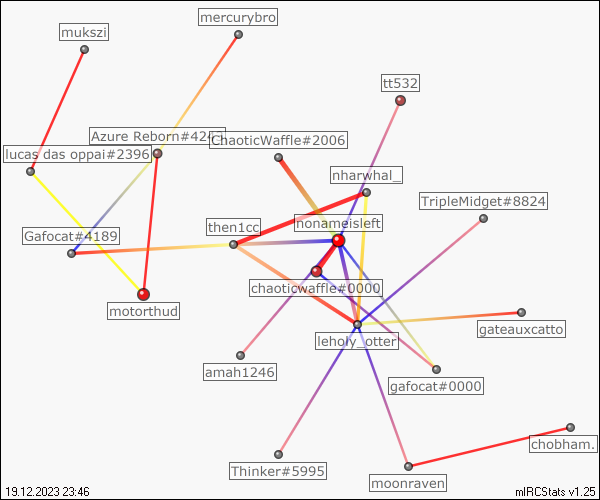 mercurybro
mukszi
tt532
Azure Reborn#4243
ChaoticWaffle#2006
lucas das oppai#2396
nharwhal_
TripleMidget#8824
nonameisleft
then1cc
Gafocat#4189
chaoticwaffle#0000
motorthud
gateauxcatto
leholy_otter
amah1246
gafocat#0000
chobham.
Thinker#5995
moonraven
19.12.2023 23:46
mIRCStats v1.25